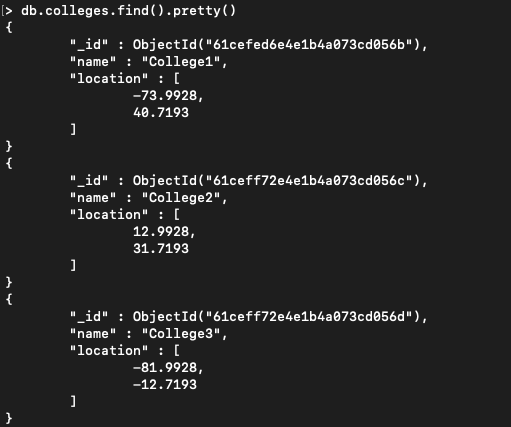 [> db.colleges.find().pretty()
{
        "_id" : ObjectId("61cefed6e4e1b4a073cd056b"),
        "name" : "College1",
        "location" : [
                -73.9928,
                40.7193
        ]
}
{
        "_id" : ObjectId("61ceff72e4e1b4a073cd056c"),
        "name" : "College2",
        "location" : [
                12.9928,
                31.7193
        ]
}
{
        "_id" : ObjectId("61ceff72e4e1b4a073cd056d"),
        "name" : "College3",
        "location" : [
                -81.9928,
                -12.7193
        ]
}